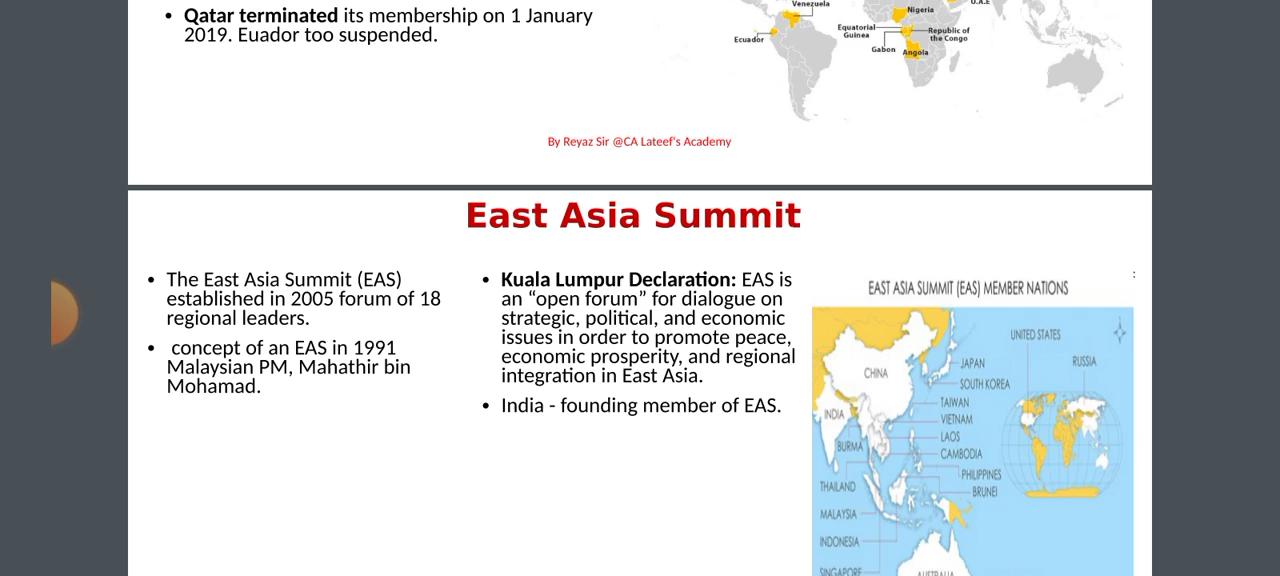 • Qatar terminated its membership on 1 January
2019. Euador too suspended.
Venezuela
Ecuador
Nigeria
U.A.E
Equatorial
Guinea
Republic of
the Congo
Gabon
Angola
By Reyaz Sir @CA Lateef's Academy
East Asia Summit
• The East Asia Summit (EAS)
established in 2005 forum of 18
regional leaders.
• concept of an EAS in 1991
Malaysian PM, Mahathir bin
Mohamad.
• Kuala Lumpur Declaration: EAS is
an “open forum” for dialogue on
strategic, political, and economic
issues in order to promote peace,
economic prosperity, and regional
integration in East Asia.
• India - founding member of EAS.
:
EAST ASIA SUMMIT (EAS) MEMBER NATIONS
UNITED STATES
RUSSIA
JAPAN
CHINA
SOUTH KOREA
TAIWAN
INDIA
VIETNAM
LAOS
BURMA
CAMBODIA
PHILIPPINES
THAILAND
BRUNEI
MALAYSIA
INDONESIA
SINGAPORE
AUSTRALIA